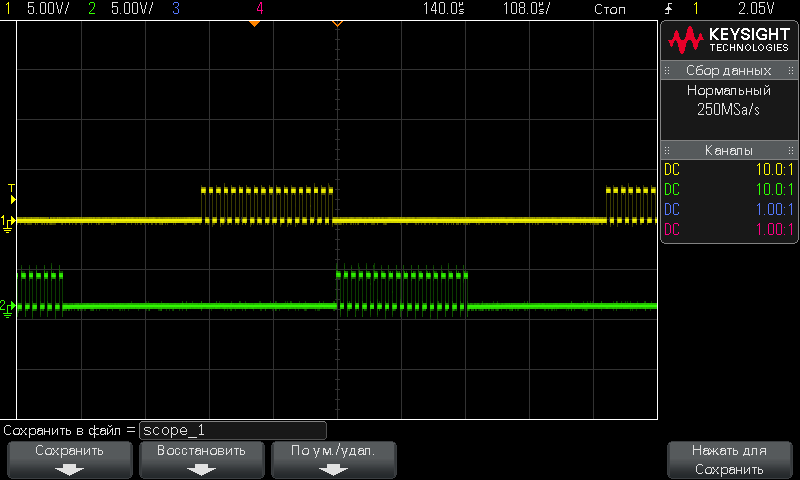 1 5.00V/ 2 5.00V/ 3 4 140.0s 108.0s/ Стоп 1 2.05V
KEYSIGHT
TECHNOLOGIES
Сбор данных
Нормальный
250MSa/s
Каналы
DC 10.0:1
DC 10.0:1
DC 1.00:1
DC 1.00:1
T
1
2
Сохранить в файл = scope_1
Сохранить
Восстановить
По ум./удал.
Нажать для
Сохранить